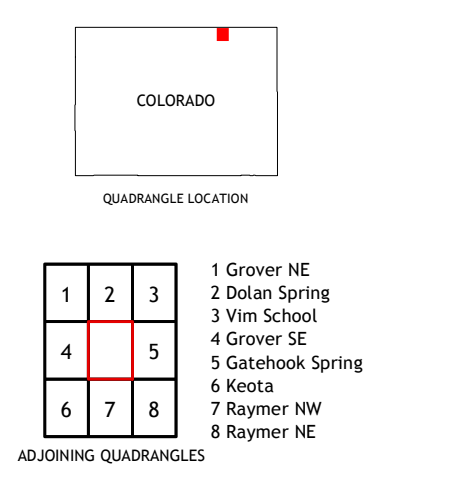 COLORADO
QUADRANGLE LOCATION
1 2 3
4 5
6 7 8
1 Grover NE
2 Dolan Spring
3 Vim School
4 Grover SE
5 Gatehook Spring
6 Keota
7 Raymer NW
8 Raymer NE
ADJOINING QUADRANGLES